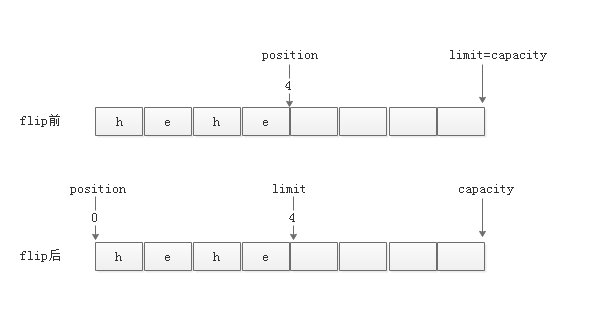 position limit=capacity
4
flip前 h e h e
position limit capacity
0 4
flip后 h e h e